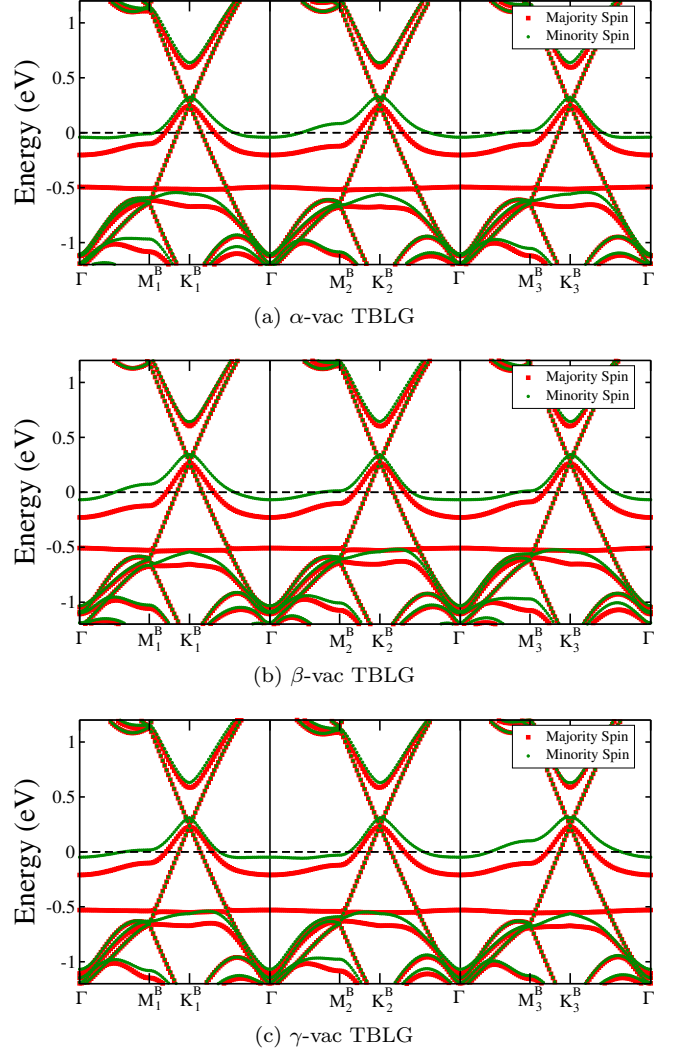 Energy (eV)
1
0.5
0
-0.5
-1
Majority Spin
Minority Spin
Γ M₁ᴮ K₁ᴮ Γ M₂ᴮ K₂ᴮ Γ M₃ᴮ K₃ᴮ Γ
(a) α-vac TBLG
Energy (eV)
1
0.5
0
-0.5
-1
Majority Spin
Minority Spin
Γ M₁ᴮ K₁ᴮ Γ M₂ᴮ K₂ᴮ Γ M₃ᴮ K₃ᴮ Γ
(b) β-vac TBLG
Energy (eV)
1
0.5
0
-0.5
-1
Majority Spin
Minority Spin
Γ M₁ᴮ K₁ᴮ Γ M₂ᴮ K₂ᴮ Γ M₃ᴮ K₃ᴮ Γ
(c) γ-vac TBLG